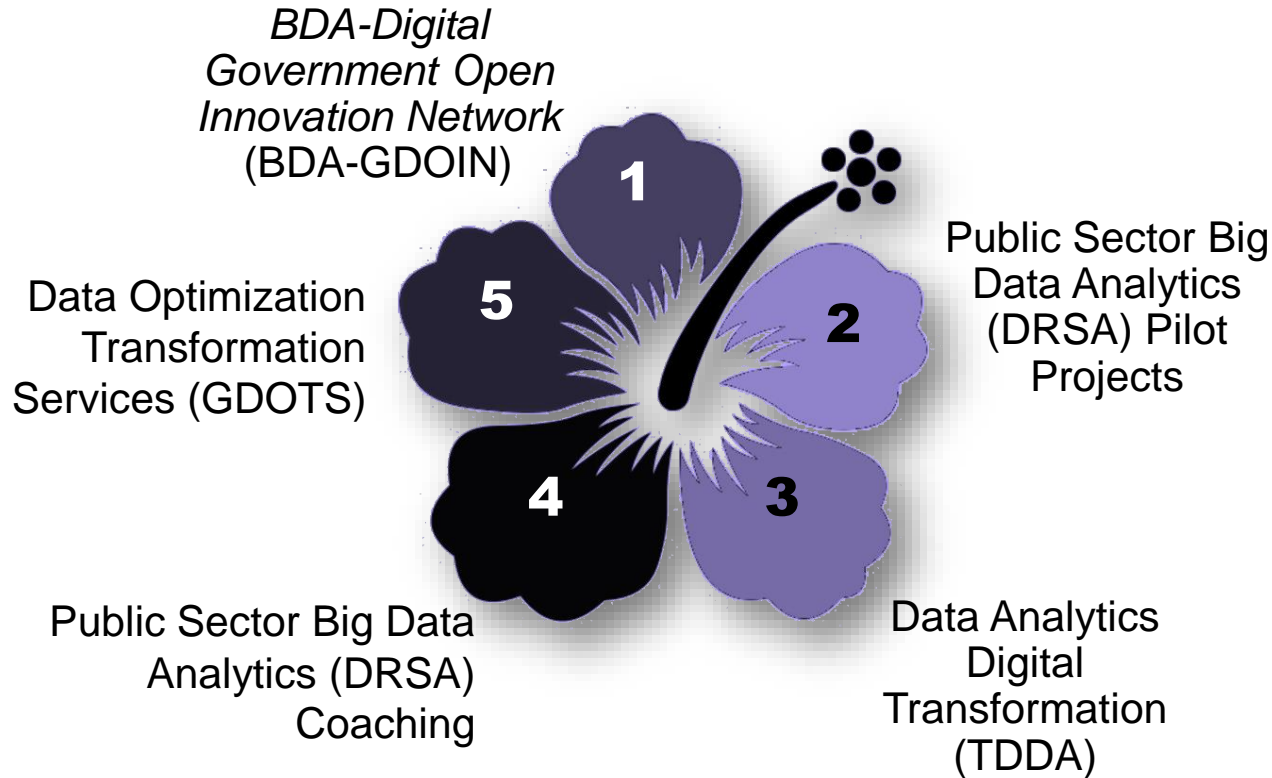 BDA-Digital
Government Open
Innovation Network
(BDA-GDOIN)
1
Public Sector Big
Data Analytics
(DRSA) Pilot
Projects
2
Data Analytics
Digital
Transformation
(TDDA)
3
Public Sector Big Data
Analytics (DRSA)
Coaching
4
Data Optimization
Transformation
Services (GDOTS)
5